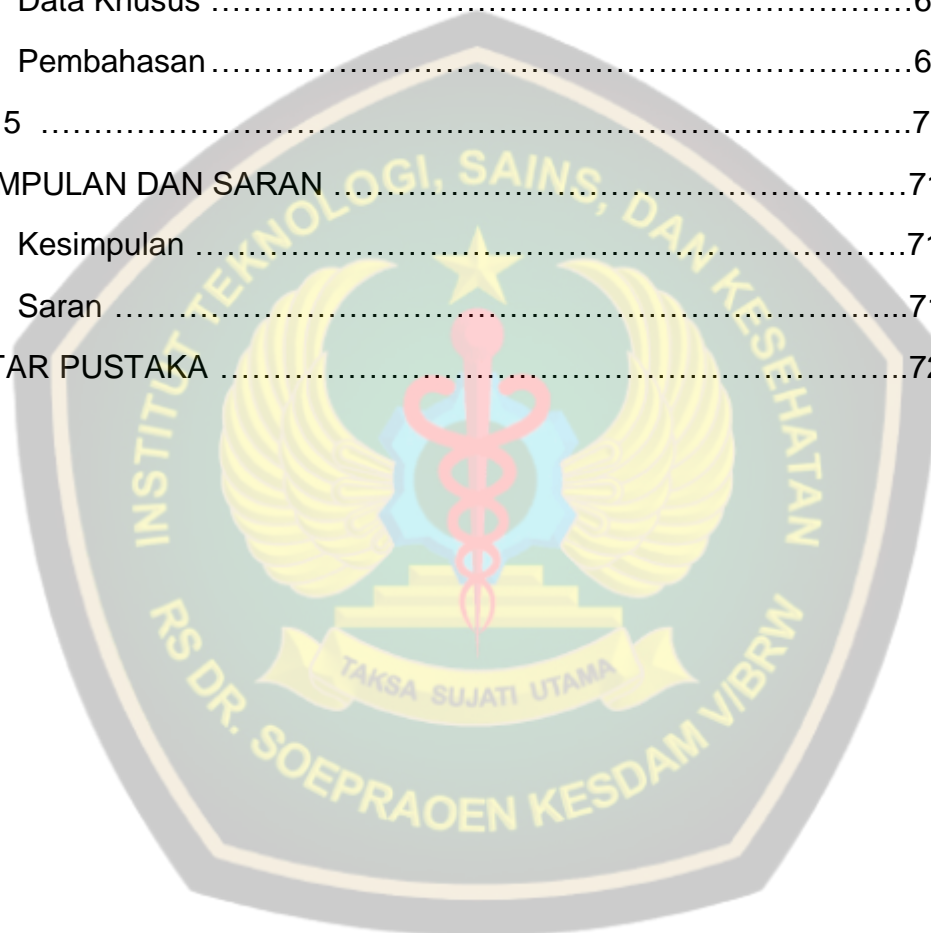 Data Khusus ……………………………………………………………6
Pembahasan ……………………………………………………………6
5 ……………………………………………………………………….7
MPULAN DAN SARAN ……………………………………………….71
Kesimpulan …………………………………………………………….71
Saran …………………………………………………………………...71
TAR PUSTAKA ………………………………………………………...72
INSTITUT TEKNOLOGI, SAINS, DAN KESEHATAN
TAKSA SUJATI UTAMA
RS DR. SOEPRAOEN KESDAM V/BRW